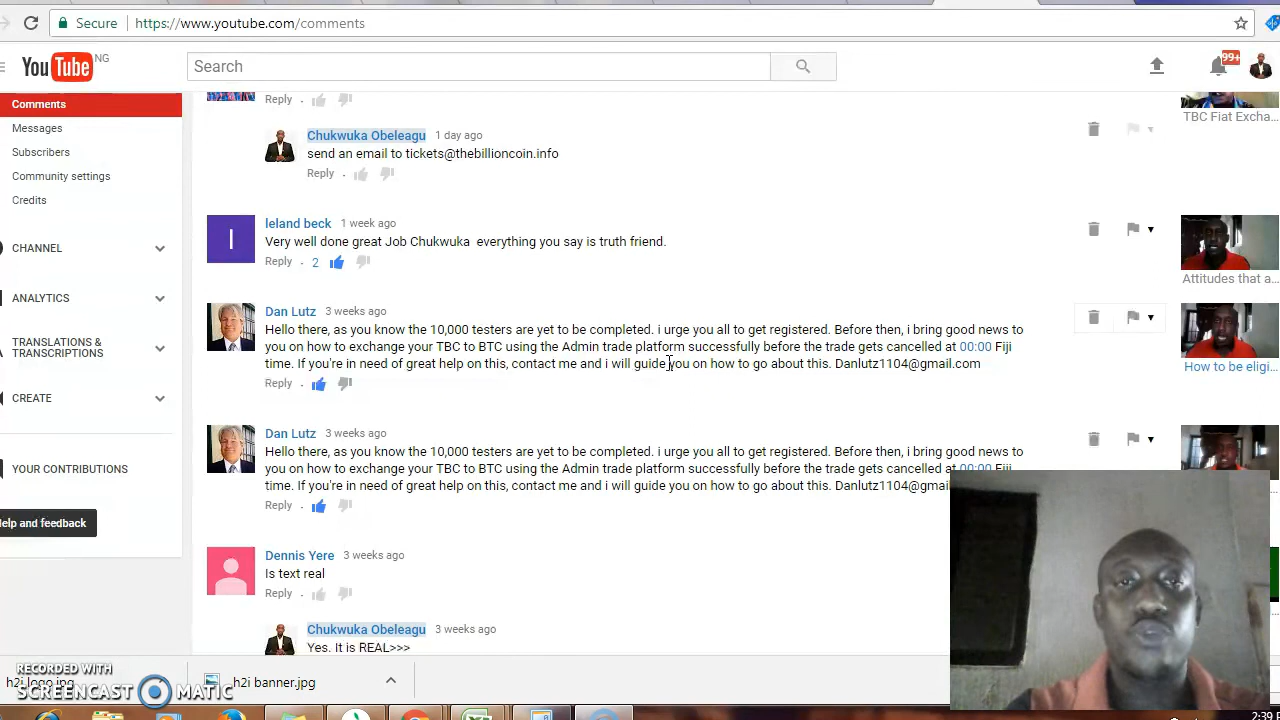 Secure https://www.youtube.com/comments
YouTube NG
Search
99+
Comments
Reply
TBC Fiat Excha...
Messages
Chukwuka Obeleagu 1 day ago
Subscribers
send an email to tickets@thebillioncoin.info
Community settings
Reply
Credits
leland beck 1 week ago
CHANNEL
Very well done great Job Chukwuka everything you say is truth friend.
Reply 2
Attitudes that a...
ANALYTICS
Dan Lutz 3 weeks ago
Hello there, as you know the 10,000 testers are yet to be completed. i urge you all to get registered. Before then, i bring good news to
TRANSLATIONS &
TRANSCRIPTIONS
you on how to exchange your TBC to BTC using the Admin trade platform successfully before the trade gets cancelled at 00:00 Fiji
time. If you're in need of great help on this, contact me and i will guide you on how to go about this. Danlutz1104@gmail.com
How to be eligi...
Reply
CREATE
Dan Lutz 3 weeks ago
Hello there, as you know the 10,000 testers are yet to be completed. i urge you all to get registered. Before then, i bring good news to
YOUR CONTRIBUTIONS
you on how to exchange your TBC to BTC using the Admin trade platform successfully before the trade gets cancelled at 00:00 Fiji
time. If you're in need of great help on this, contact me and i will guide you on how to go about this. Danlutz1104@gmail
Reply
elp and feedback
Dennis Yere 3 weeks ago
Is text real
Reply
Chukwuka Obeleagu 3 weeks ago
Yes. It is REAL>>>
RECORDED WITH
SCREENCAST MATIC
h2i banner.jpg